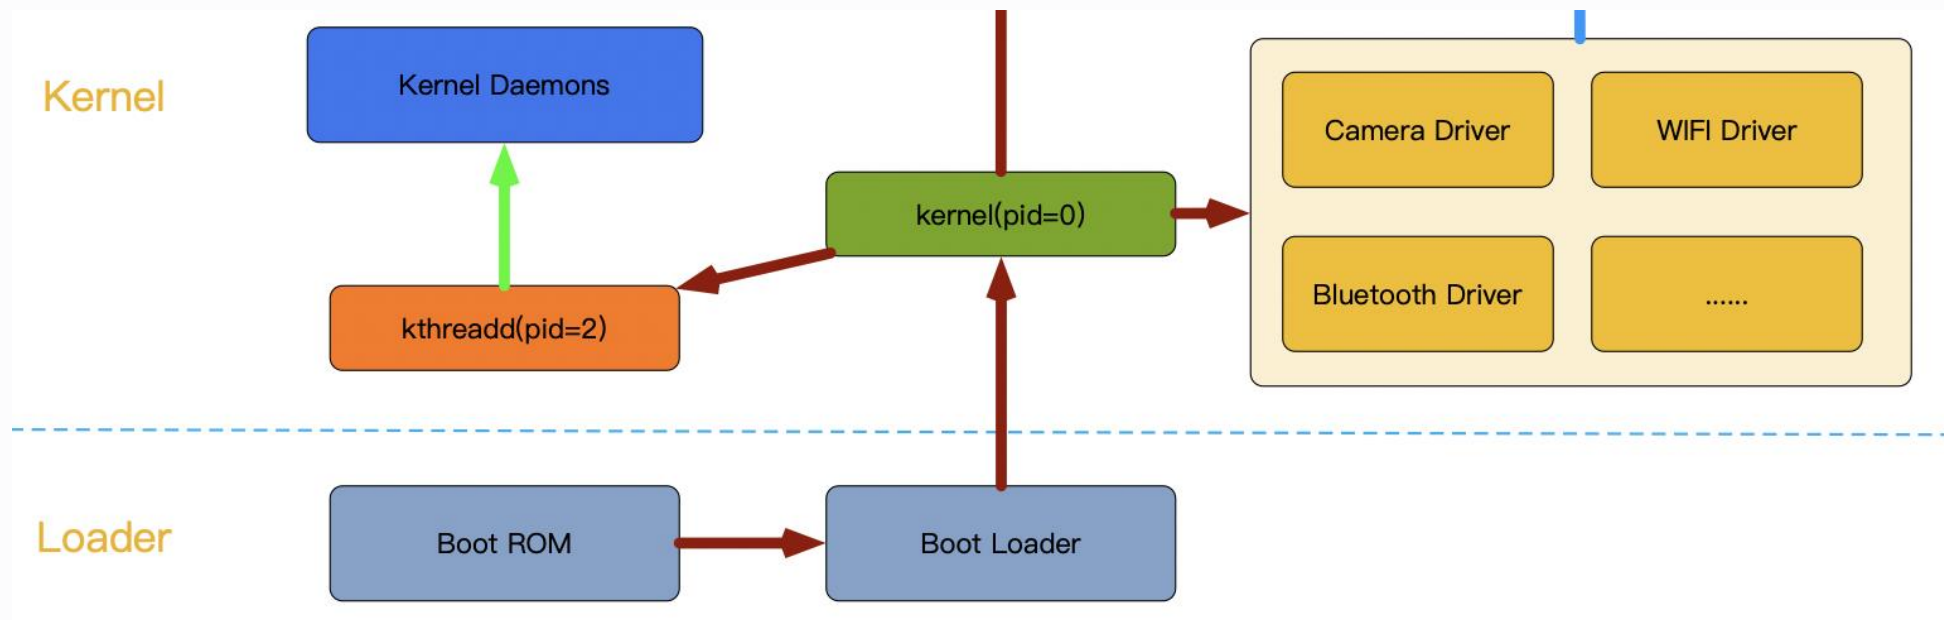 Kernel
Kernel Daemons
Camera Driver
WIFI Driver
kernel(pid=0)
Bluetooth Driver
......
kthreadd(pid=2)
Loader
Boot ROM
Boot Loader